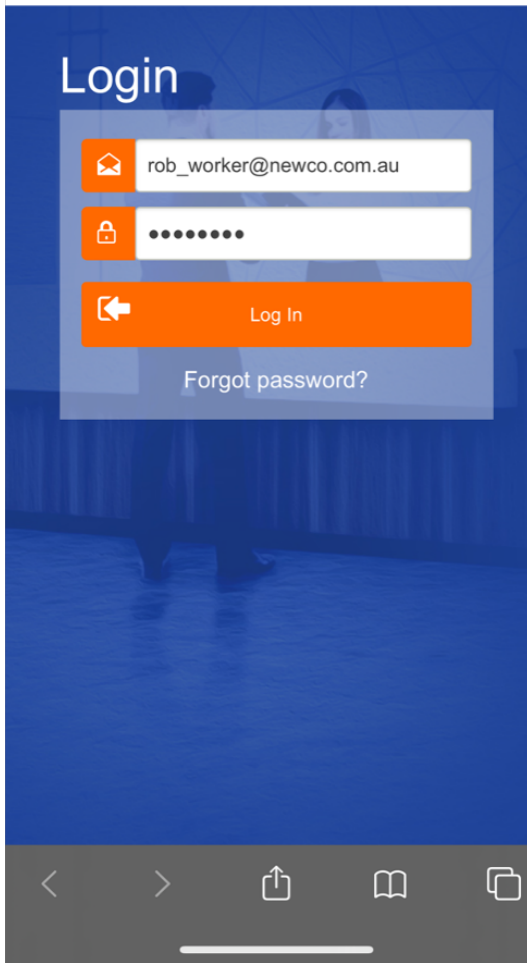 Login
rob_worker@newco.com.au
••••••••
Log In
Forgot password?